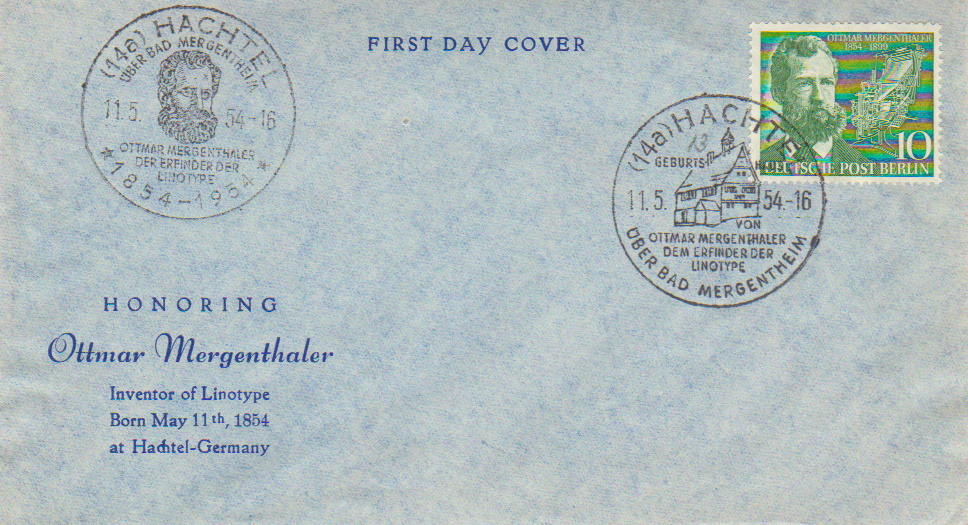 FIRST DAY COVER
(14a) HACHTEL
ÜBER BAD MERGENTHEIM
11.5. 54.-16
OTTMAR MERGENTHALER
DER ERFINDER DER
LINOTYPE
* 1854-1954 *
OTTMAR MERGENTHALER
1854-1899
10
DEUTSCHE POST BERLIN
(14a) HACHTEL
13
GEBURTS-
HAUS
11.5. 54.-16
VON
OTTMAR MERGENTHALER
DEM ERFINDER DER
LINOTYPE
ÜBER BAD MERGENTHEIM
HONORING
Ottmar Mergenthaler
Inventor of Linotype
Born May 11th, 1854
at Hachtel-Germany